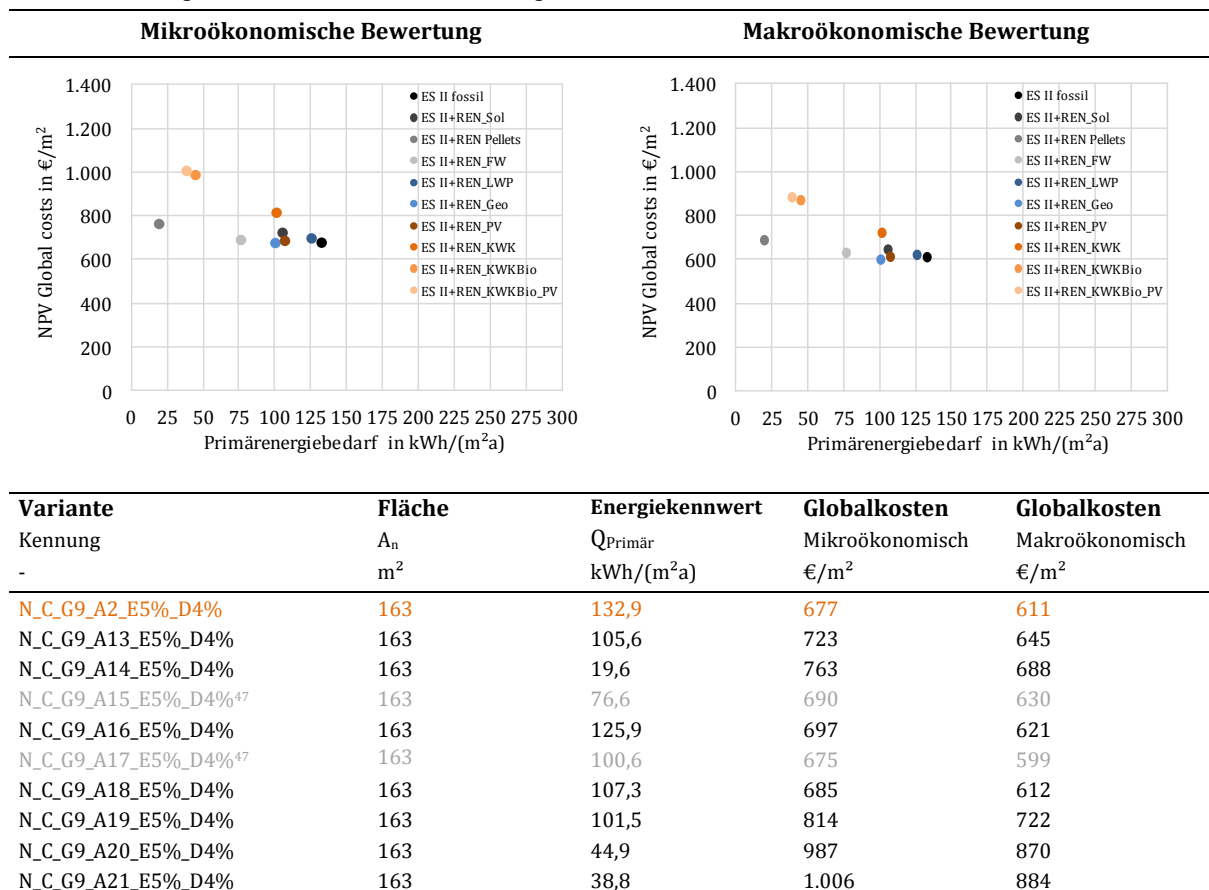 Mikroökonomische Bewertung
Makroökonomische Bewertung
NPV Global costs in €/m²
1.400
1.200
1.000
800
600
400
200
0
0 25 50 75 100 125 150 175 200 225 250 275 300
Primärenergiebedarf in kWh/(m²a)
ES II fossil
ES II+REN_Sol
ES II+REN Pellets
ES II+REN_FW
ES II+REN_LWP
ES II+REN_Geo
ES II+REN_PV
ES II+REN_KWK
ES II+REN_KWKBio
ES II+REN_KWKBio_PV
NPV Global costs in €/m²
1.400
1.200
1.000
800
600
400
200
0
0 25 50 75 100 125 150 175 200 225 250 275 300
Primärenergiebedarf in kWh/(m²a)
ES II fossil
ES II+REN_Sol
ES II+REN Pellets
ES II+REN_FW
ES II+REN_LWP
ES II+REN_Geo
ES II+REN_PV
ES II+REN_KWK
ES II+REN_KWKBio
ES II+REN_KWKBio_PV
Variante Fläche Energiekennwert Globalkosten Globalkosten
Kennung Aₙ QPrimär Mikroökonomisch Makroökonomisch
- m² kWh/(m²a) €/m² €/m²
N_C_G9_A2_E5%_D4% 163 132,9 677 611
N_C_G9_A13_E5%_D4% 163 105,6 723 645
N_C_G9_A14_E5%_D4% 163 19,6 763 688
N_C_G9_A15_E5%_D4%⁴⁷ 163 76,6 690 630
N_C_G9_A16_E5%_D4% 163 125,9 697 621
N_C_G9_A17_E5%_D4%⁴⁷ 163 100,6 675 599
N_C_G9_A18_E5%_D4% 163 107,3 685 612
N_C_G9_A19_E5%_D4% 163 101,5 814 722
N_C_G9_A20_E5%_D4% 163 44,9 987 870
N_C_G9_A21_E5%_D4% 163 38,8 1.006 884